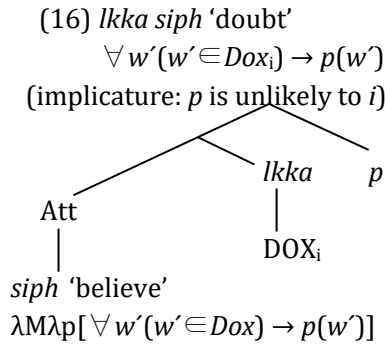 (16) lkka siph ‘doubt’
∀w′(w′∈Doxᵢ) → p(w′)
(implicature: p is unlikely to i)
lkka p
Att
DOXᵢ
siph ‘believe’
λMλp[∀w′(w′∈Dox) → p(w′)]